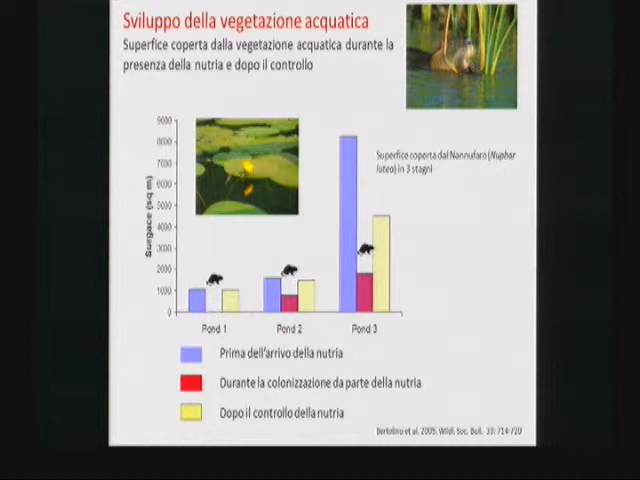 Sviluppo della vegetazione acquatica
Superfice coperta dalla vegetazione acquatica durante la
presenza della nutria e dopo il controllo
Superfice coperta dal Nannufaro (Nuphar
lutea) in 3 stagni
Surgace (sq m)
9000
8000
7000
6000
5000
4000
3000
2000
1000
0
Pond 1 Pond 2 Pond 3
Prima dell'arrivo della nutria
Durante la colonizzazione da parte della nutria
Dopo il controllo della nutria
Bertolino et al. 2005. Wildl. Soc. Bull. 33: 714-720